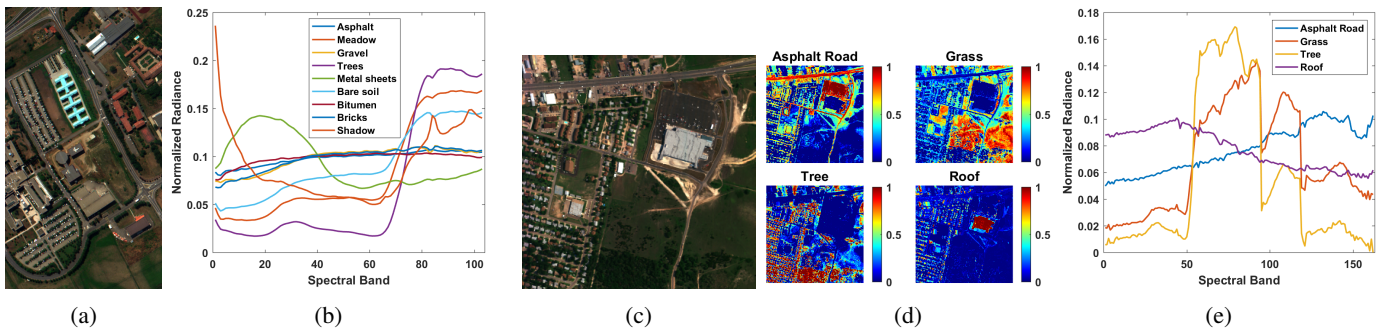 0.25
0.2
0.15
0.1
0.05
0
0
20
40
60
80
100
Normalized Radiance
Spectral Band
Asphalt
Meadow
Gravel
Trees
Metal sheets
Bare soil
Bitumen
Bricks
Shadow
Asphalt Road
1
0.5
0
Grass
1
0.5
0
Tree
1
0.5
0
Roof
1
0.5
0
0.18
0.16
0.14
0.12
0.1
0.08
0.06
0.04
0.02
0
0
50
100
150
Normalized Radiance
Spectral Band
Asphalt Road
Grass
Tree
Roof
(a)
(b)
(c)
(d)
(e)